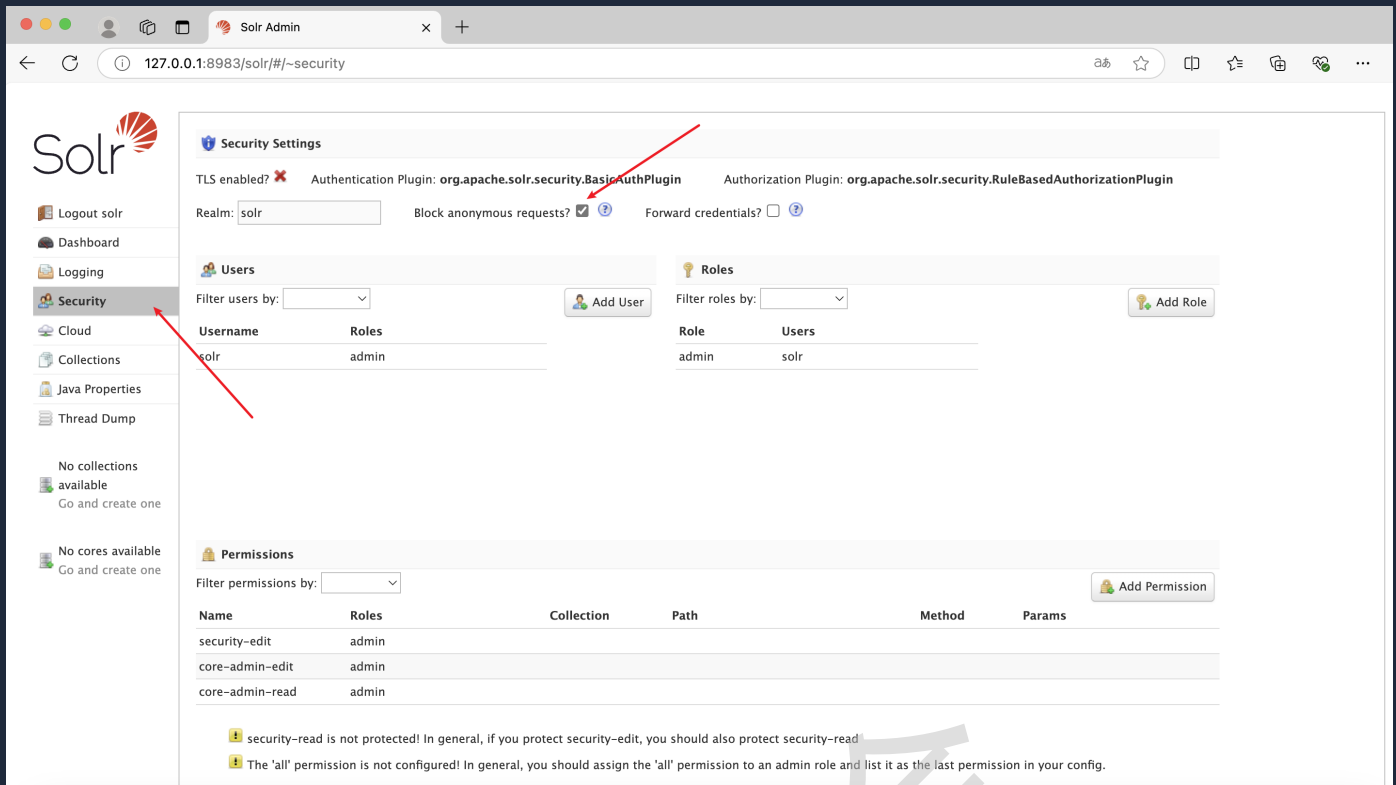 Solr Admin
127.0.0.1:8983/solr/#/~security
aあ
Solr
Logout solr
Dashboard
Logging
Security
Cloud
Collections
Java Properties
Thread Dump
No collections
available
Go and create one
No cores available
Go and create one
Security Settings
TLS enabled? Authentication Plugin: org.apache.solr.security.BasicAuthPlugin Authorization Plugin: org.apache.solr.security.RuleBasedAuthorizationPlugin
Realm: solr Block anonymous requests? Forward credentials?
Users
Filter users by: Add User
Username Roles
solr admin
Roles
Filter roles by: Add Role
Role Users
admin solr
Permissions
Filter permissions by: Add Permission
Name Roles Collection Path Method Params
security-edit admin
core-admin-edit admin
core-admin-read admin
security-read is not protected! In general, if you protect security-edit, you should also protect security-read
The 'all' permission is not configured! In general, you should assign the 'all' permission to an admin role and list it as the last permission in your config.